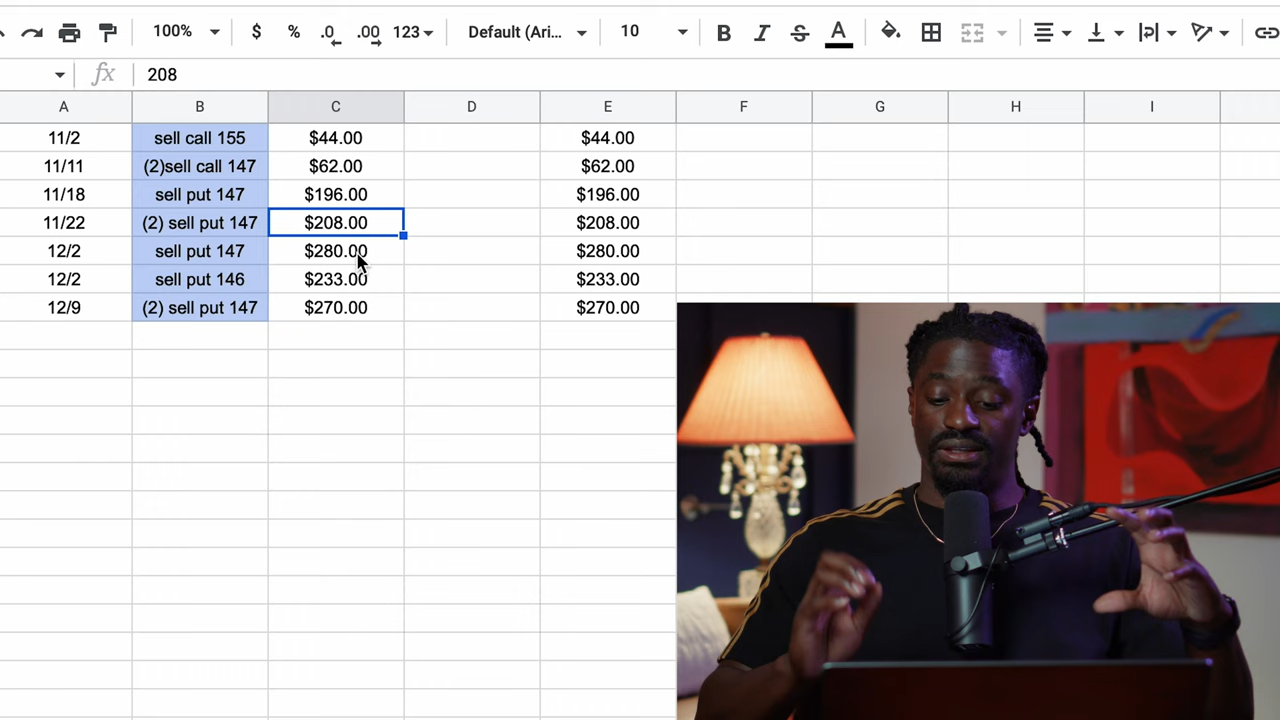 100% $ % .0 .00 123 Default (Ari... 10 B I S A
fx 208
A B C D E F G H I
11/2 sell call 155 $44.00 $44.00
11/11 (2)sell call 147 $62.00 $62.00
11/18 sell put 147 $196.00 $196.00
11/22 (2) sell put 147 $208.00 $208.00
12/2 sell put 147 $280.00 $280.00
12/2 sell put 146 $233.00 $233.00
12/9 (2) sell put 147 $270.00 $270.00